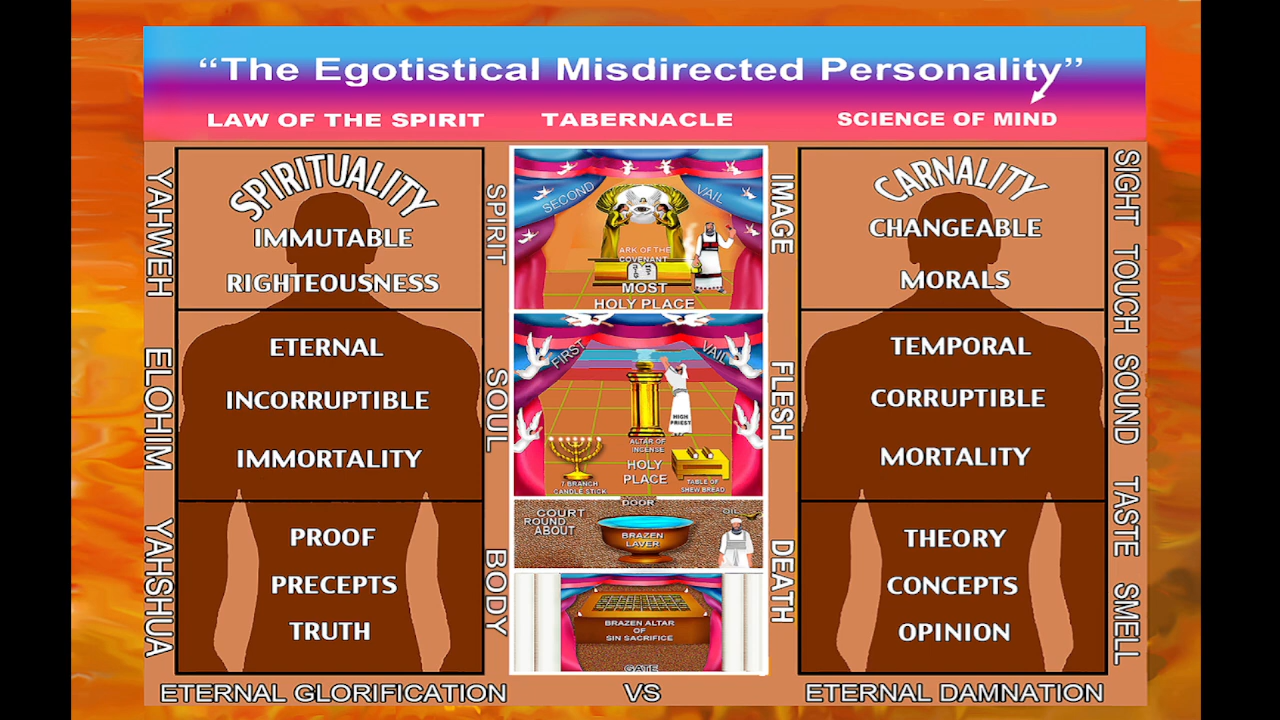 “The Egotistical Misdirected Personality”
LAW OF THE SPIRIT
TABERNACLE
SCIENCE OF MIND
YAHWEH
ELOHIM
YAHSHUA
SPIRITUALITY
IMMUTABLE
RIGHTEOUSNESS
ETERNAL
INCORRUPTIBLE
IMMORTALITY
PROOF
PRECEPTS
TRUTH
SPIRIT
SOUL
BODY
SECOND VAIL
ARK OF THE
COVENANT
MOST
HOLY PLACE
FIRST VAIL
HIGH
PRIEST
ALTAR OF
INCENSE
HOLY
PLACE
7 BRANCH
CANDLE STICK
TABLE OF
SHEW BREAD
DOOR
COURT
ROUND
ABOUT
OIL
BRAZEN
LAVER
BRAZEN ALTAR
OF
SIN SACRIFICE
GATE
IMAGE
FLESH
DEATH
CARNALITY
CHANGEABLE
MORALS
TEMPORAL
CORRUPTIBLE
MORTALITY
THEORY
CONCEPTS
OPINION
SIGHT TOUCH SOUND TASTE SMELL
ETERNAL GLORIFICATION
VS
ETERNAL DAMNATION